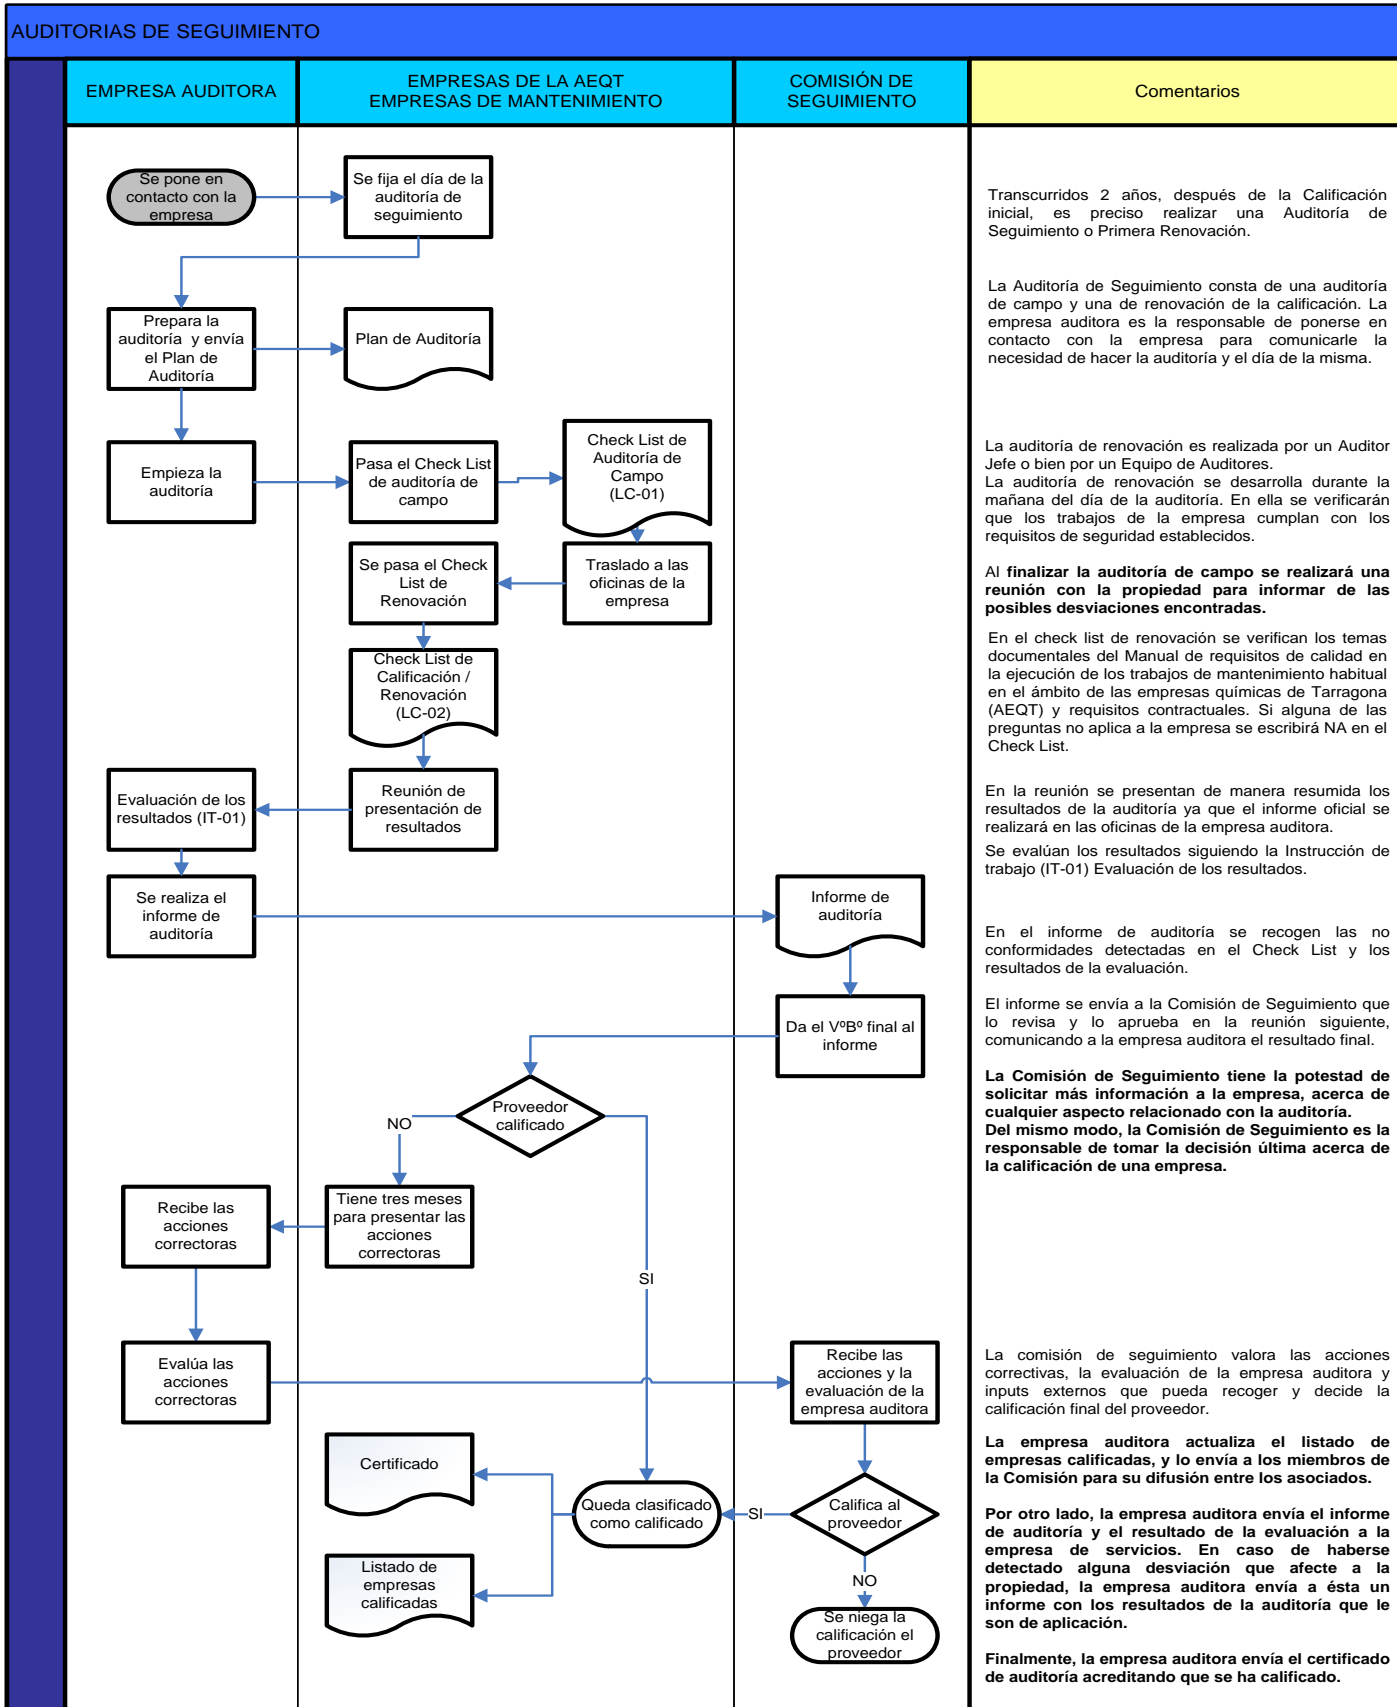 AUDITORIAS DE SEGUIMIENTO
EMPRESA AUDITORA
EMPRESAS DE LA AEQT
EMPRESAS DE MANTENIMIENTO
COMISIÓN DE
SEGUIMIENTO
Comentarios
Se pone en
contacto con la
empresa
Se fija el día de la
auditoría de
seguimiento
Transcurridos 2 años, después de la Calificación
inicial, es preciso realizar una Auditoría de
Seguimiento o Primera Renovación.
Prepara la
auditoría y envía
el Plan de
Auditoría
Plan de Auditoría
La Auditoría de Seguimiento consta de una auditoría
de campo y una de renovación de la calificación. La
empresa auditora es la responsable de ponerse en
contacto con la empresa para comunicarle la
necesidad de hacer la auditoría y el día de la misma.
Empieza la
auditoría
Pasa el Check List
de auditoría de
campo
Check List de
Auditoría de
Campo
(LC-01)
La auditoría de renovación es realizada por un Auditor
Jefe o bien por un Equipo de Auditores.
La auditoría de renovación se desarrolla durante la
mañana del día de la auditoría. En ella se verificarán
que los trabajos de la empresa cumplan con los
requisitos de seguridad establecidos.
Se pasa el Check
List de
Renovación
Traslado a las
oficinas de la
empresa
Al finalizar la auditoría de campo se realizará una
reunión con la propiedad para informar de las
posibles desviaciones encontradas.
Check List de
Calificación /
Renovación
(LC-02)
En el check list de renovación se verifican los temas
documentales del Manual de requisitos de calidad en
la ejecución de los trabajos de mantenimiento habitual
en el ámbito de las empresas químicas de Tarragona
(AEQT) y requisitos contractuales. Si alguna de las
preguntas no aplica a la empresa se escribirá NA en el
Check List.
Evaluación de los
resultados (IT-01)
Reunión de
presentación de
resultados
En la reunión se presentan de manera resumida los
resultados de la auditoría ya que el informe oficial se
realizará en las oficinas de la empresa auditora.
Se evalúan los resultados siguiendo la Instrucción de
trabajo (IT-01) Evaluación de los resultados.
Se realiza el
informe de
auditoría
Informe de
auditoría
En el informe de auditoría se recogen las no
conformidades detectadas en el Check List y los
resultados de la evaluación.
Da el VºBº final al
informe
El informe se envía a la Comisión de Seguimiento que
lo revisa y lo aprueba en la reunión siguiente,
comunicando a la empresa auditora el resultado final.
Proveedor
calificado
NO
La Comisión de Seguimiento tiene la potestad de
solicitar más información a la empresa, acerca de
cualquier aspecto relacionado con la auditoría.
Del mismo modo, la Comisión de Seguimiento es la
responsable de tomar la decisión última acerca de
la calificación de una empresa.
Recibe las
acciones
correctoras
Tiene tres meses
para presentar las
acciones
correctoras
SI
Evalúa las
acciones
correctoras
Recibe las
acciones y la
evaluación de la
empresa auditora
La comisión de seguimiento valora las acciones
correctivas, la evaluación de la empresa auditora y
inputs externos que pueda recoger y decide la
calificación final del proveedor.
Certificado
La empresa auditora actualiza el listado de
empresas calificadas, y lo envía a los miembros de
la Comisión para su difusión entre los asociados.
Queda clasificado
como calificado
SI
Califica al
proveedor
Listado de
empresas
calificadas
NO
Se niega la
calificación el
proveedor
Por otro lado, la empresa auditora envía el informe
de auditoría y el resultado de la evaluación a la
empresa de servicios. En caso de haberse
detectado alguna desviación que afecte a la
propiedad, la empresa auditora envía a ésta un
informe con los resultados de la auditoría que le
son de aplicación.
Finalmente, la empresa auditora envía el certificado
de auditoría acreditando que se ha calificado.